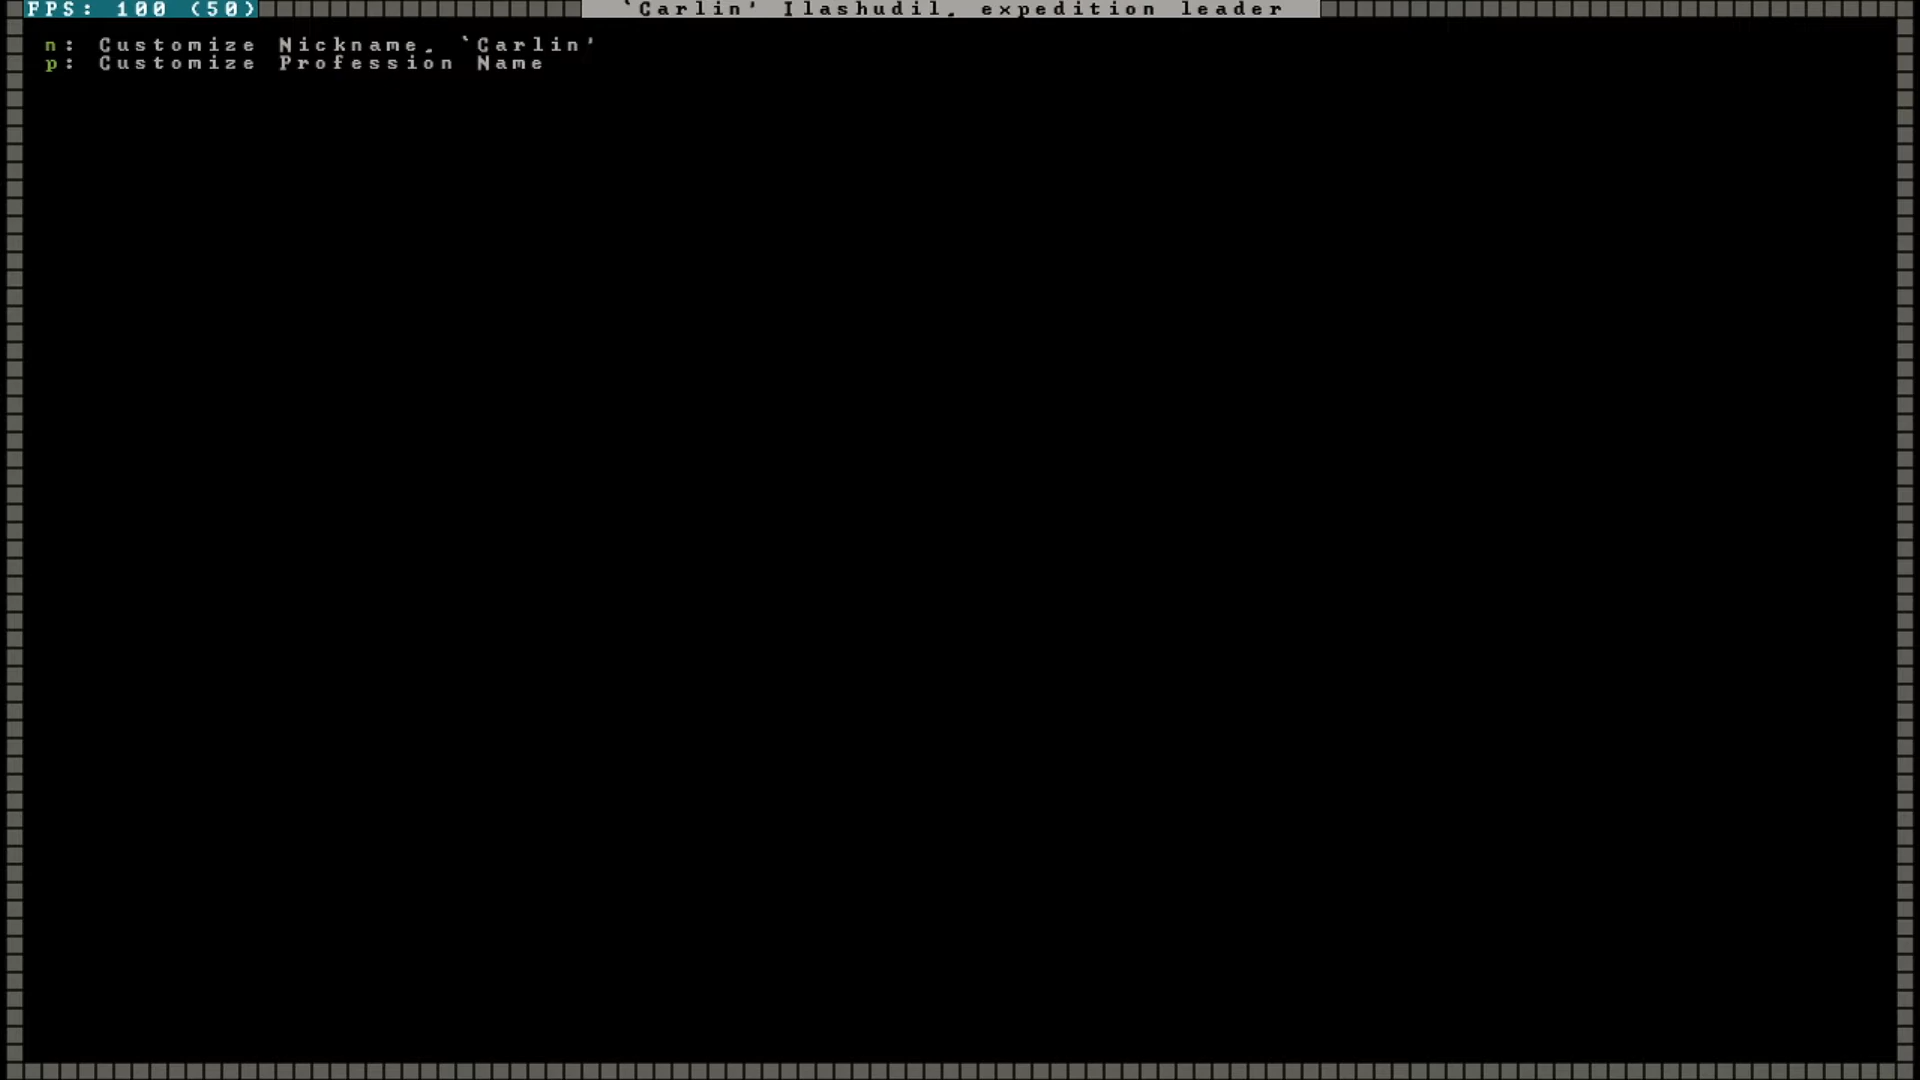 FPS: 100 (50)
`Carlin' Ilashudil, expedition leader
n: Customize Nickname, `Carlin'
p: Customize Profession Name